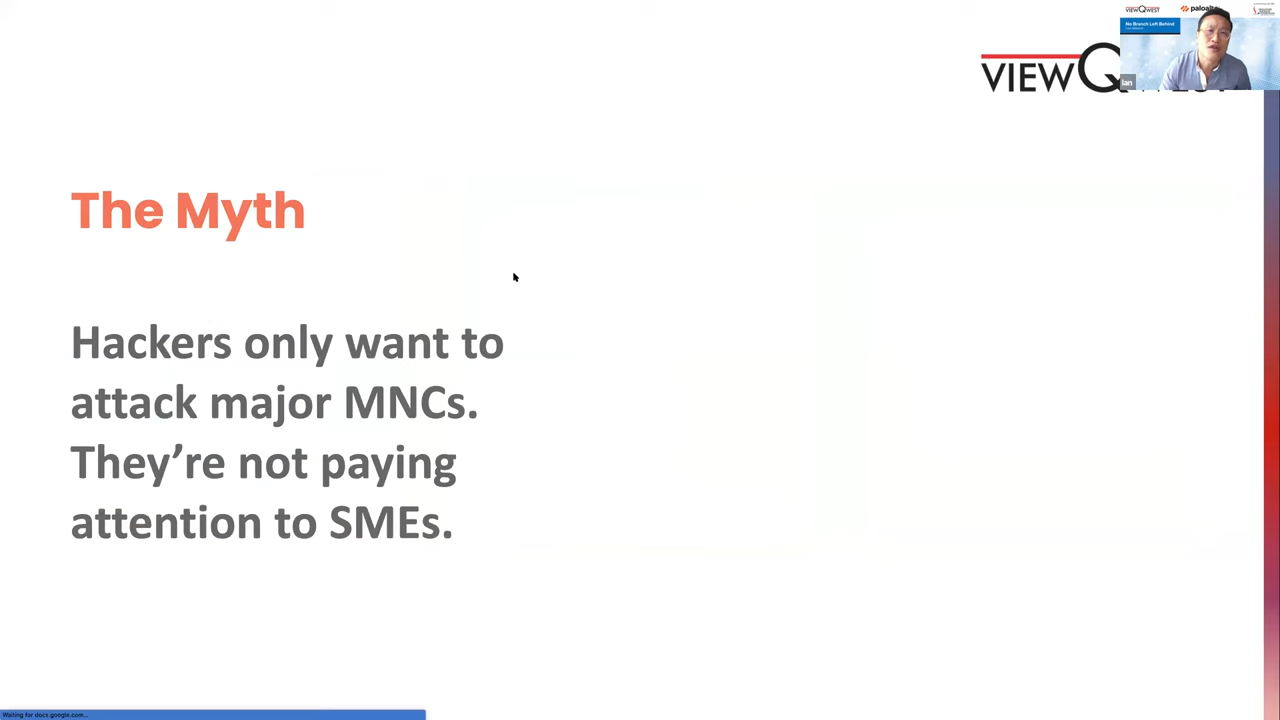 VIEWQWEST
paloalto
No Branch Left Behind
Ian
VIEWQ
The Myth
Hackers only want to
attack major MNCs.
They’re not paying
attention to SMEs.
Waiting for docs.google.com...